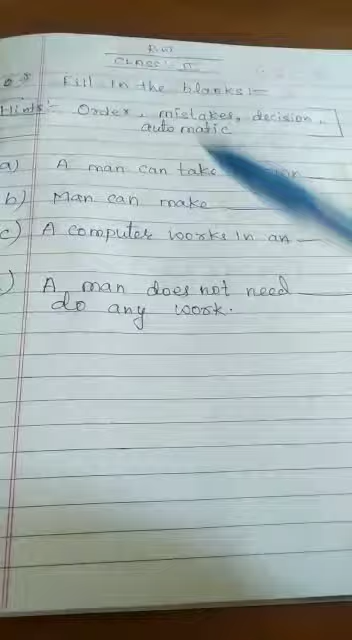 CLASS: II
Fill in the blanks:-
Hints:- Order, mistakes, decision,
automatic
a) A man can take
b) Man can make
c) A computer works in an
) A man does not need
do any work.